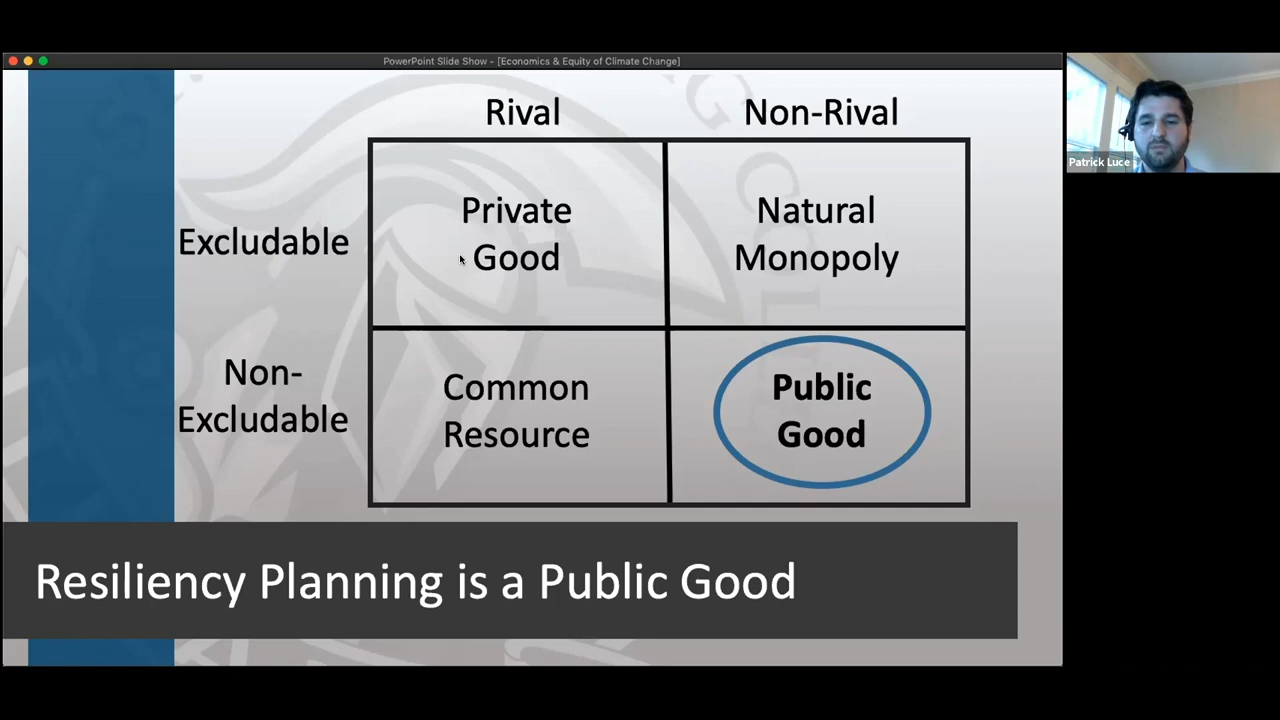 PowerPoint Slide Show - [Economics & Equity of Climate Change]
Rival
Non-Rival
Excludable
Private
Good
Natural
Monopoly
Non-
Excludable
Common
Resource
Public
Good
Resiliency Planning is a Public Good
Patrick Luce